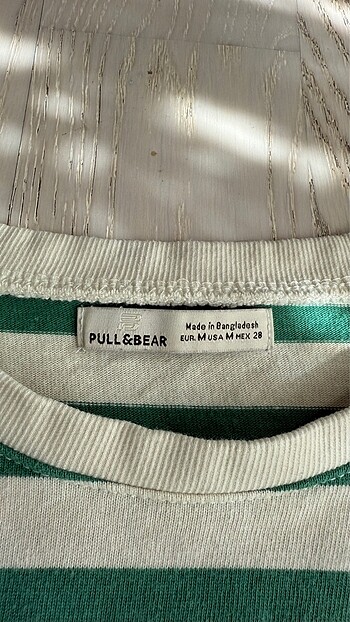 PULL&BEAR
Made in Bangladesh
EUR. M USA M MEX 28